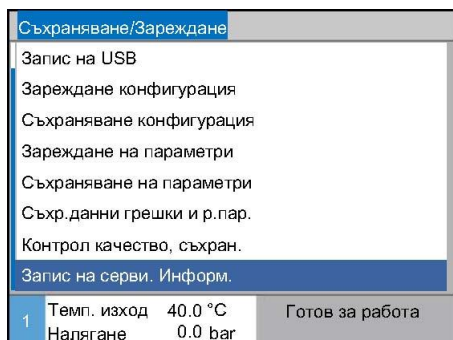 Съхраняване/Зареждане
Запис на USB
Зареждане конфигурация
Съхраняване конфигурация
Зареждане на параметри
Съхраняване на параметри
Съхр.данни грешки и р.пар.
Контрол качество, съхран.
Запис на серви. Информ.
1 Темп. изход 40.0 °C Готов за работа
Налягане 0.0 bar